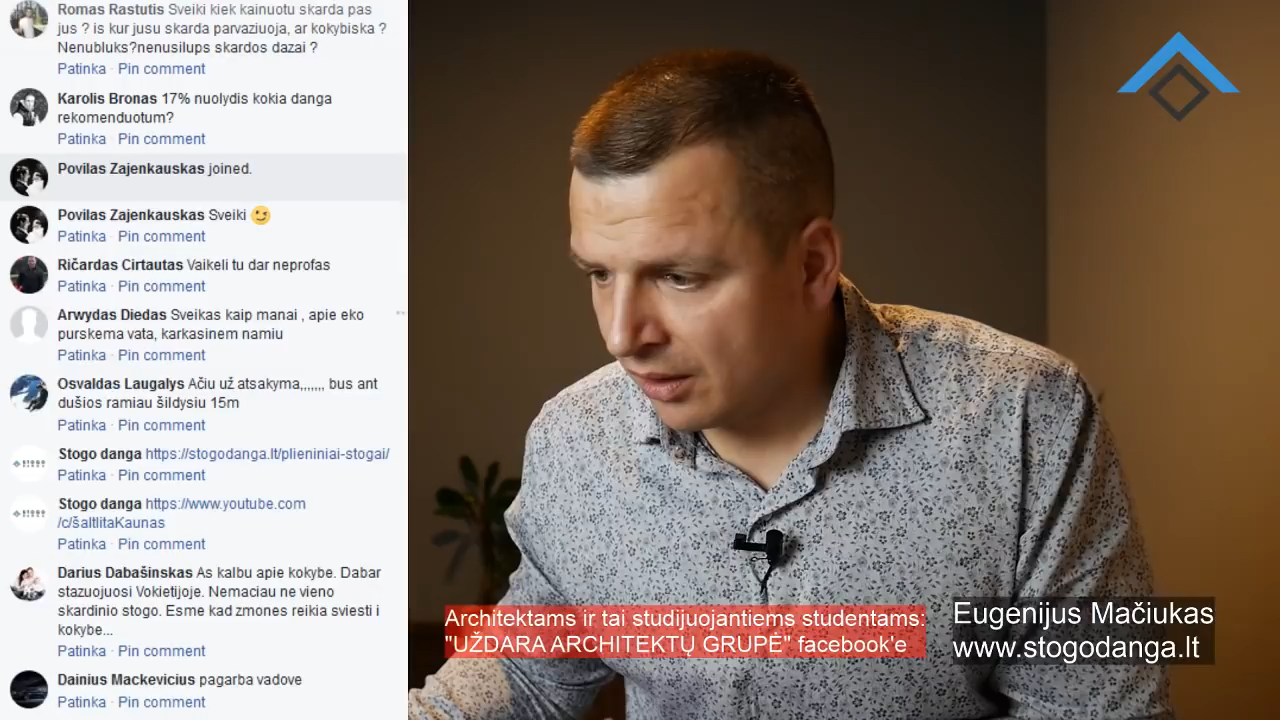 Romas Rastutis Sveiki kiek kainuotu skarda pas
jus ? is kur jusu skarda parvaziuoja, ar kokybiska ?
Nenubluks?nenusilups skardos dazai ?
Patinka · Pin comment
Karolis Bronas 17% nuolydis kokia danga
rekomenduotum?
Patinka · Pin comment
Povilas Zajenkauskas joined.
Povilas Zajenkauskas Sveiki 😉
Patinka · Pin comment
Ričardas Cirtautas Vaikeli tu dar neprofas
Patinka · Pin comment
Arwydas Diedas Sveikas kaip manai , apie eko
purskema vata, karkasinem namiu
Patinka · Pin comment
Osvaldas Laugalys Ačiu už atsakyma,,,,,,, bus ant
dušios ramiau šildysiu 15m
Patinka · Pin comment
Stogo danga https://stogodanga.lt/plieniniai-stogai/
Patinka · Pin comment
Stogo danga https://www.youtube.com
/c/šaltlitaKaunas
Patinka · Pin comment
Darius Dabašinskas As kalbu apie kokybe. Dabar
stazuojuosi Vokietijoje. Nemaciau ne vieno
skardinio stogo. Esme kad zmones reikia sviesti i
kokybe...
Patinka · Pin comment
Dainius Mackevicius pagarba vadove
Patinka · Pin comment
Architektams ir tai studijuojantiems studentams:
"UŽDARA ARCHITEKTŲ GRUPĖ" facebook'e
Eugenijus Mačiukas
www.stogodanga.lt